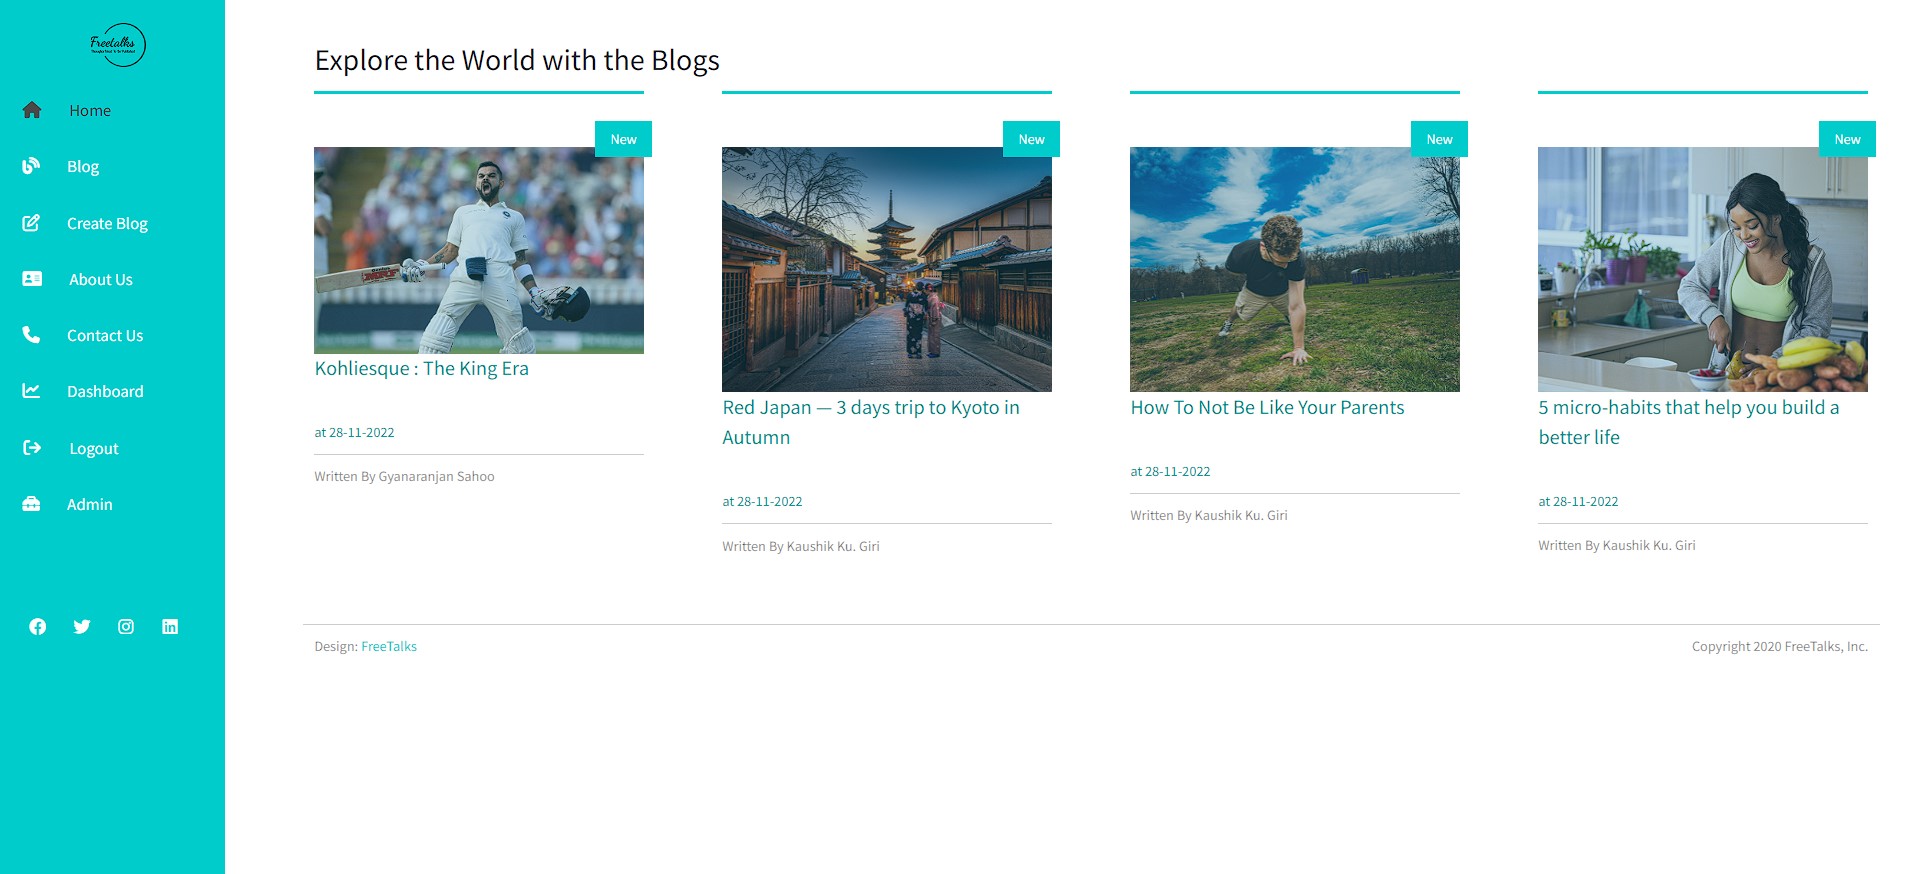 Freetalks
Home
Blog
Create Blog
About Us
Contact Us
Dashboard
Logout
Admin
Explore the World with the Blogs
New
Kohliesque : The King Era
at 28-11-2022
Written By Gyanaranjan Sahoo
New
Red Japan — 3 days trip to Kyoto in
Autumn
at 28-11-2022
Written By Kaushik Ku. Giri
New
How To Not Be Like Your Parents
at 28-11-2022
Written By Kaushik Ku. Giri
New
5 micro-habits that help you build a
better life
at 28-11-2022
Written By Kaushik Ku. Giri
Design: FreeTalks
Copyright 2020 FreeTalks, Inc.